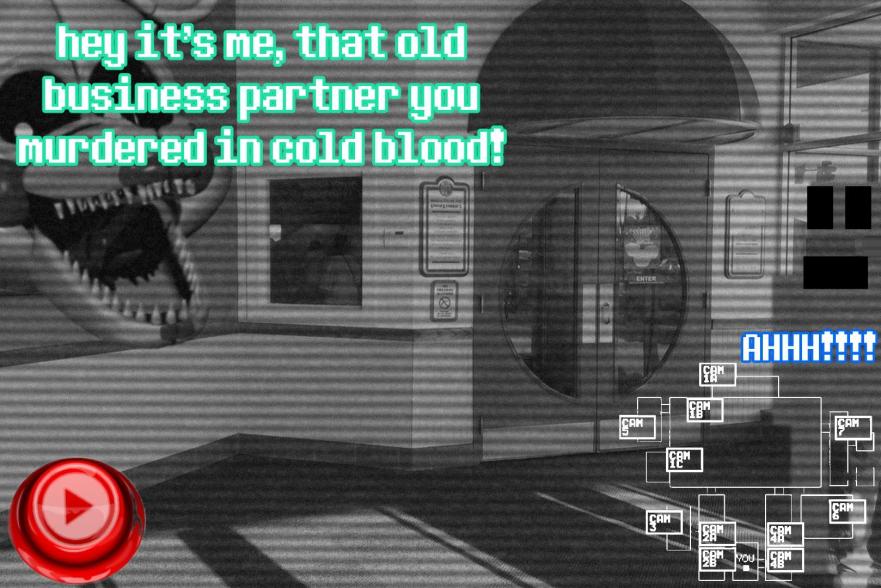 hey it's me, that old
business partner you
murdered in cold blood!
ENTER
AHHH!!!!
CAM
1A
CAM
1B
CAM
5
CAM
7
CAM
1C
CAM
6
CAM
3
CAM
2A
CAM
4A
CAM
2B
YOU
CAM
4B